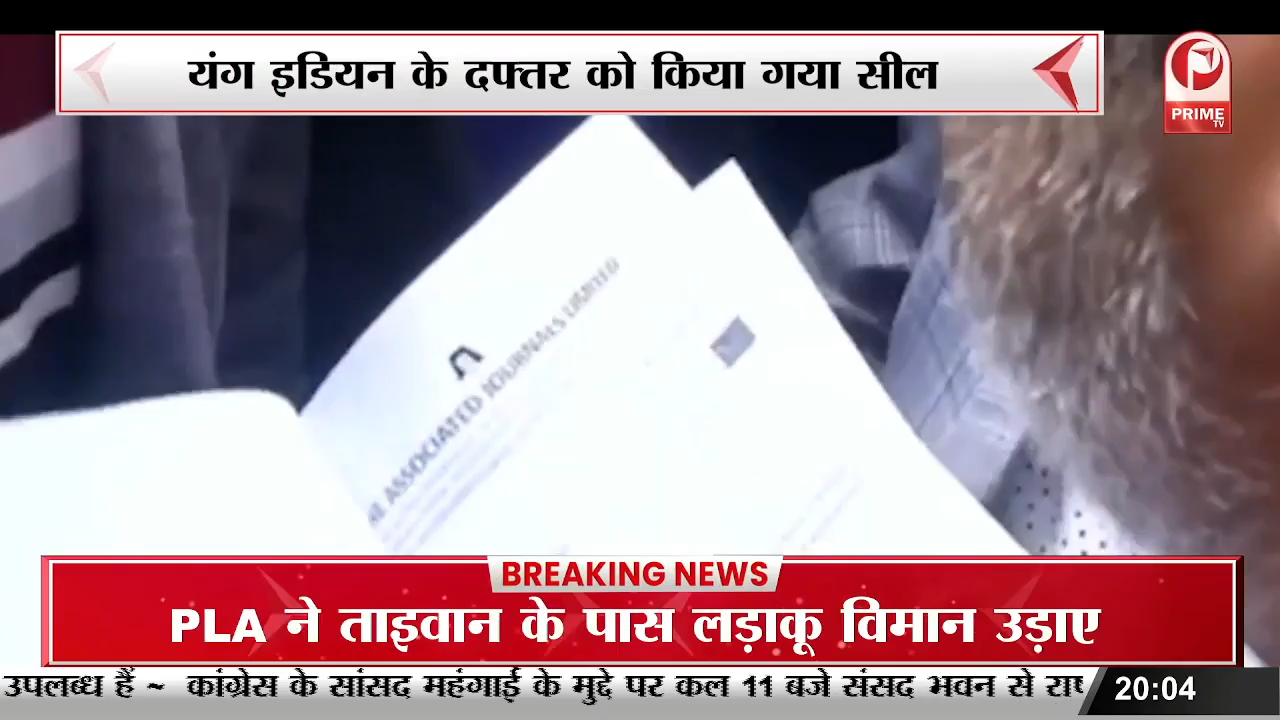 यंग इंडियन के दफ्तर को किया गया सील
PRIME
TV
ASSOCIATED JOURNALS LIMITED
BREAKING NEWS
PLA ने ताइवान के पास लड़ाकू विमान उड़ाए
उपलब्ध हैं ~ कांग्रेस के सांसद महंगाई के मुद्दे पर कल 11 बजे संसद भवन से
20:04